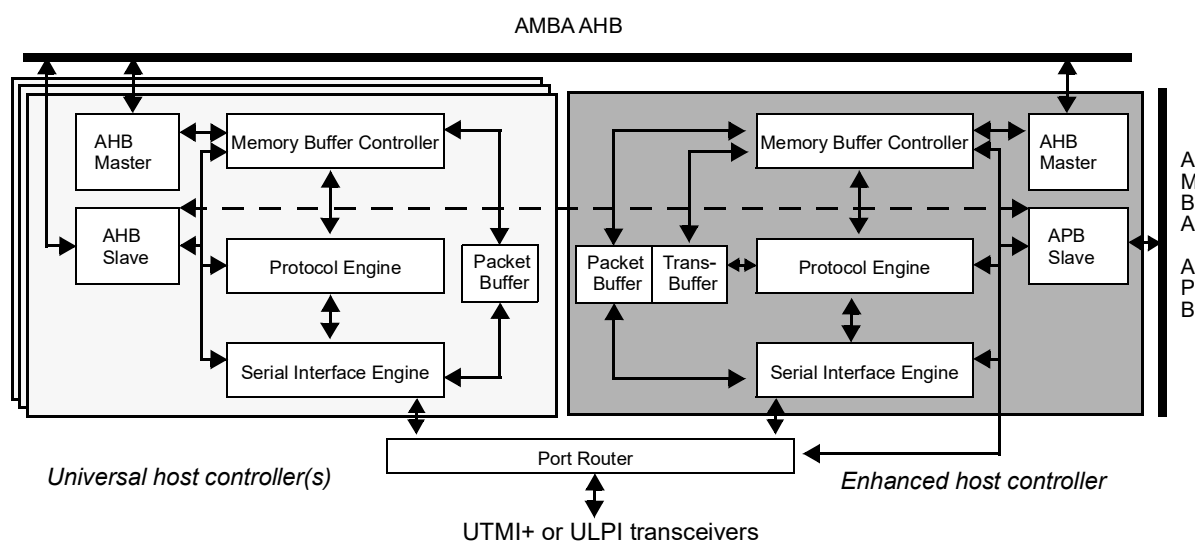 AMBA AHB
AHB
Master
Memory Buffer Controller
AHB
Slave
Protocol Engine
Packet
Buffer
Serial Interface Engine
Memory Buffer Controller
AHB
Master
Packet
Buffer
Trans-
Buffer
Protocol Engine
APB
Slave
Serial Interface Engine
AMBA APB
Port Router
Universal host controller(s)
Enhanced host controller
UTMI+ or ULPI transceivers